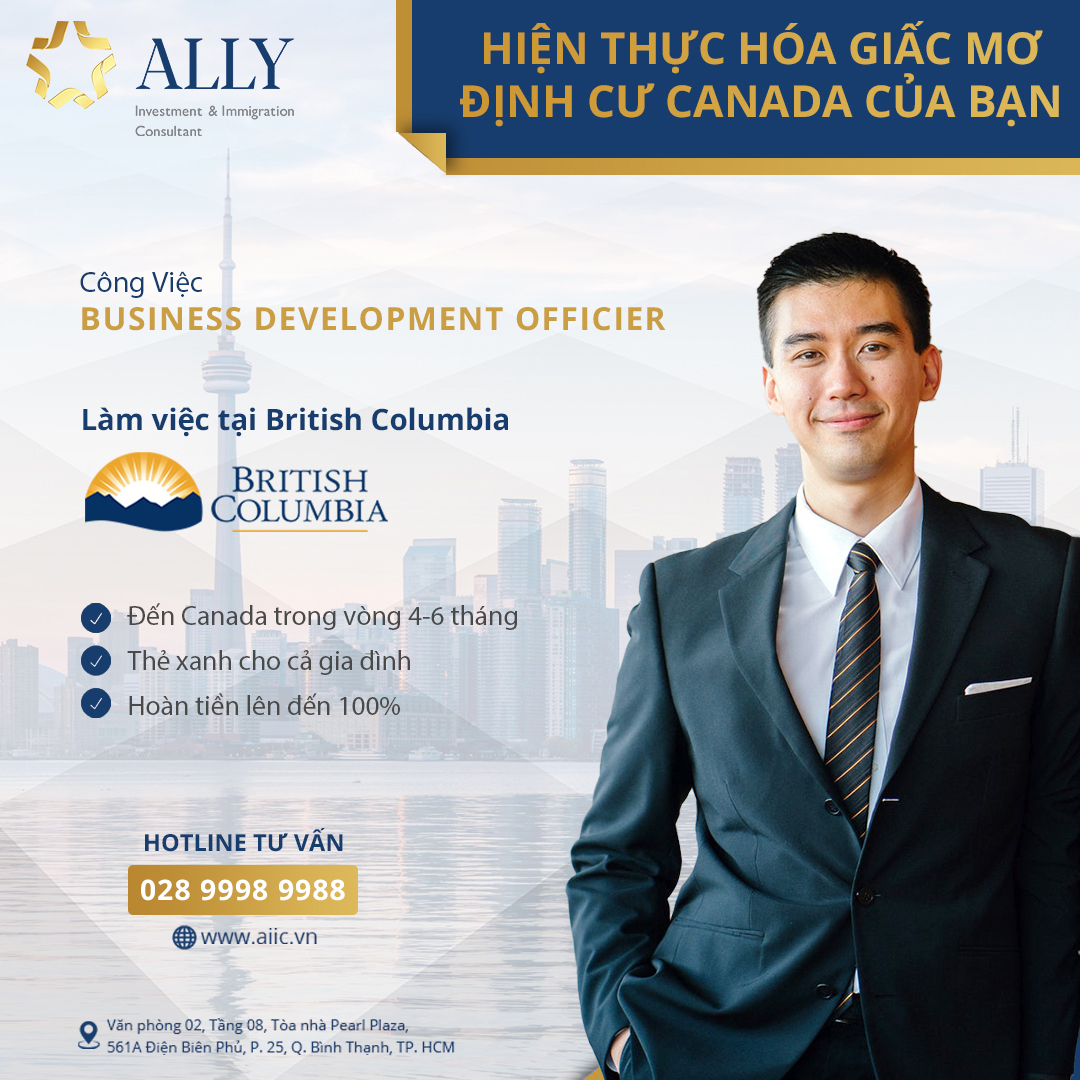 ALLY
Investment & Immigration
Consultant
HIỆN THỰC HÓA GIẤC MƠ
ĐỊNH CƯ CANADA CỦA BẠN
Công Việc
BUSINESS DEVELOPMENT OFFICIER
Làm việc tại British Columbia
BRITISH
COLUMBIA
Đến Canada trong vòng 4-6 tháng
Thẻ xanh cho cả gia đình
Hoàn tiền lên đến 100%
HOTLINE TƯ VẤN
028 9998 9988
www.aiic.vn
Văn phòng 02, Tầng 08, Tòa nhà Pearl Plaza,
561A Điện Biên Phủ, P. 25, Q. Bình Thạnh, TP. HCM